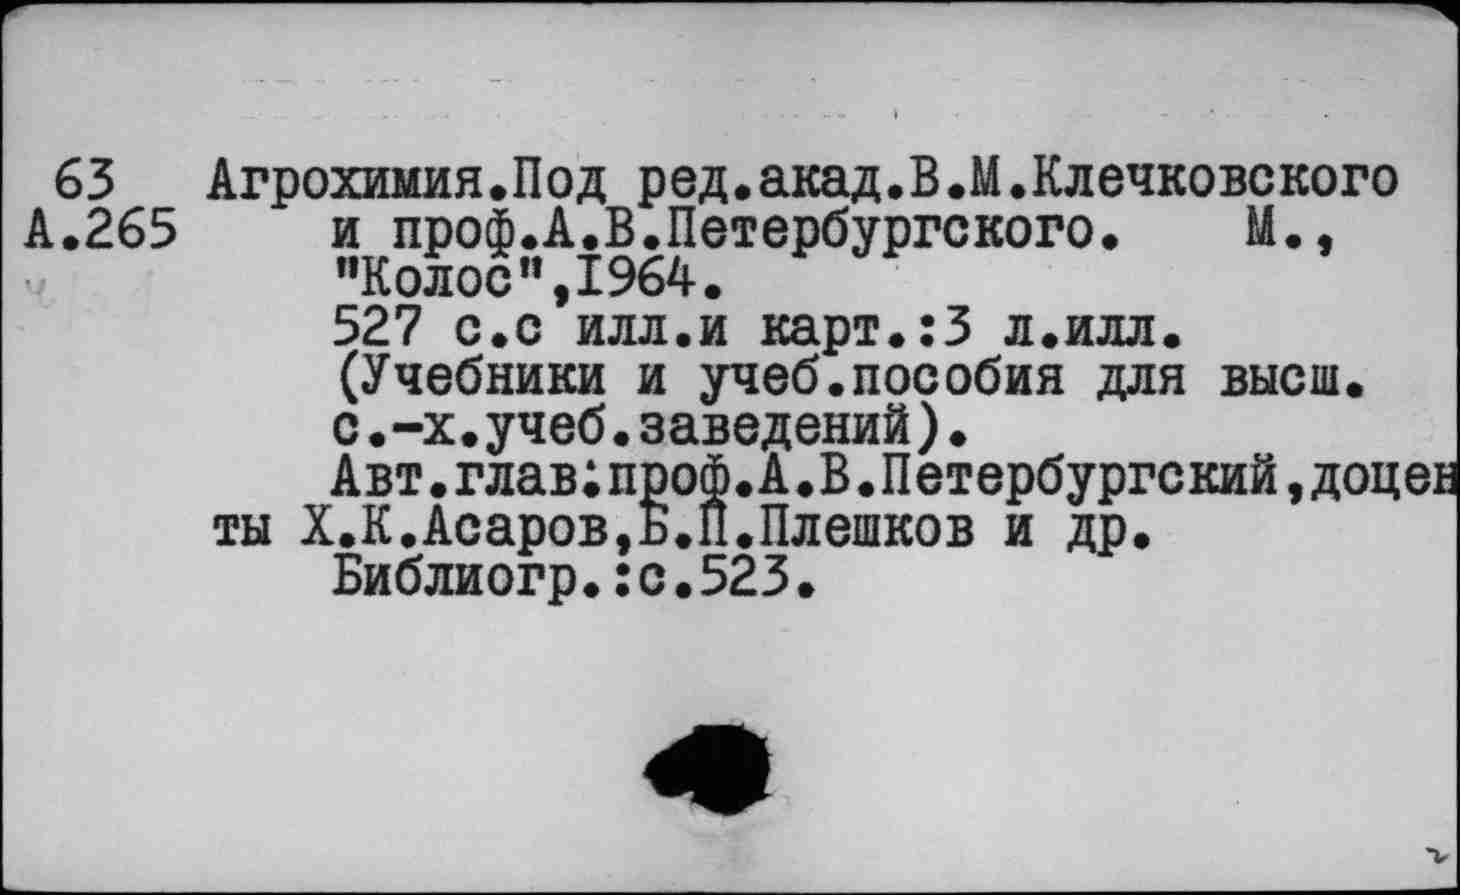 63 Агрохимия.Под ред.акад.В.М.Клечковского
А.265 и проф.А.В.Петербургского. М.,
"Колос",1964.
527 с.с илл.и карт.:3 л.илл.
(Учебники и учеб.пособия для высш.
с.-х.учеб.заведений).
Авт.глав:проф.А.В.Петербургский,доцен
ты Х.К.Асаров,Б.П.Плешков и др.
Библиогр.:с.523.